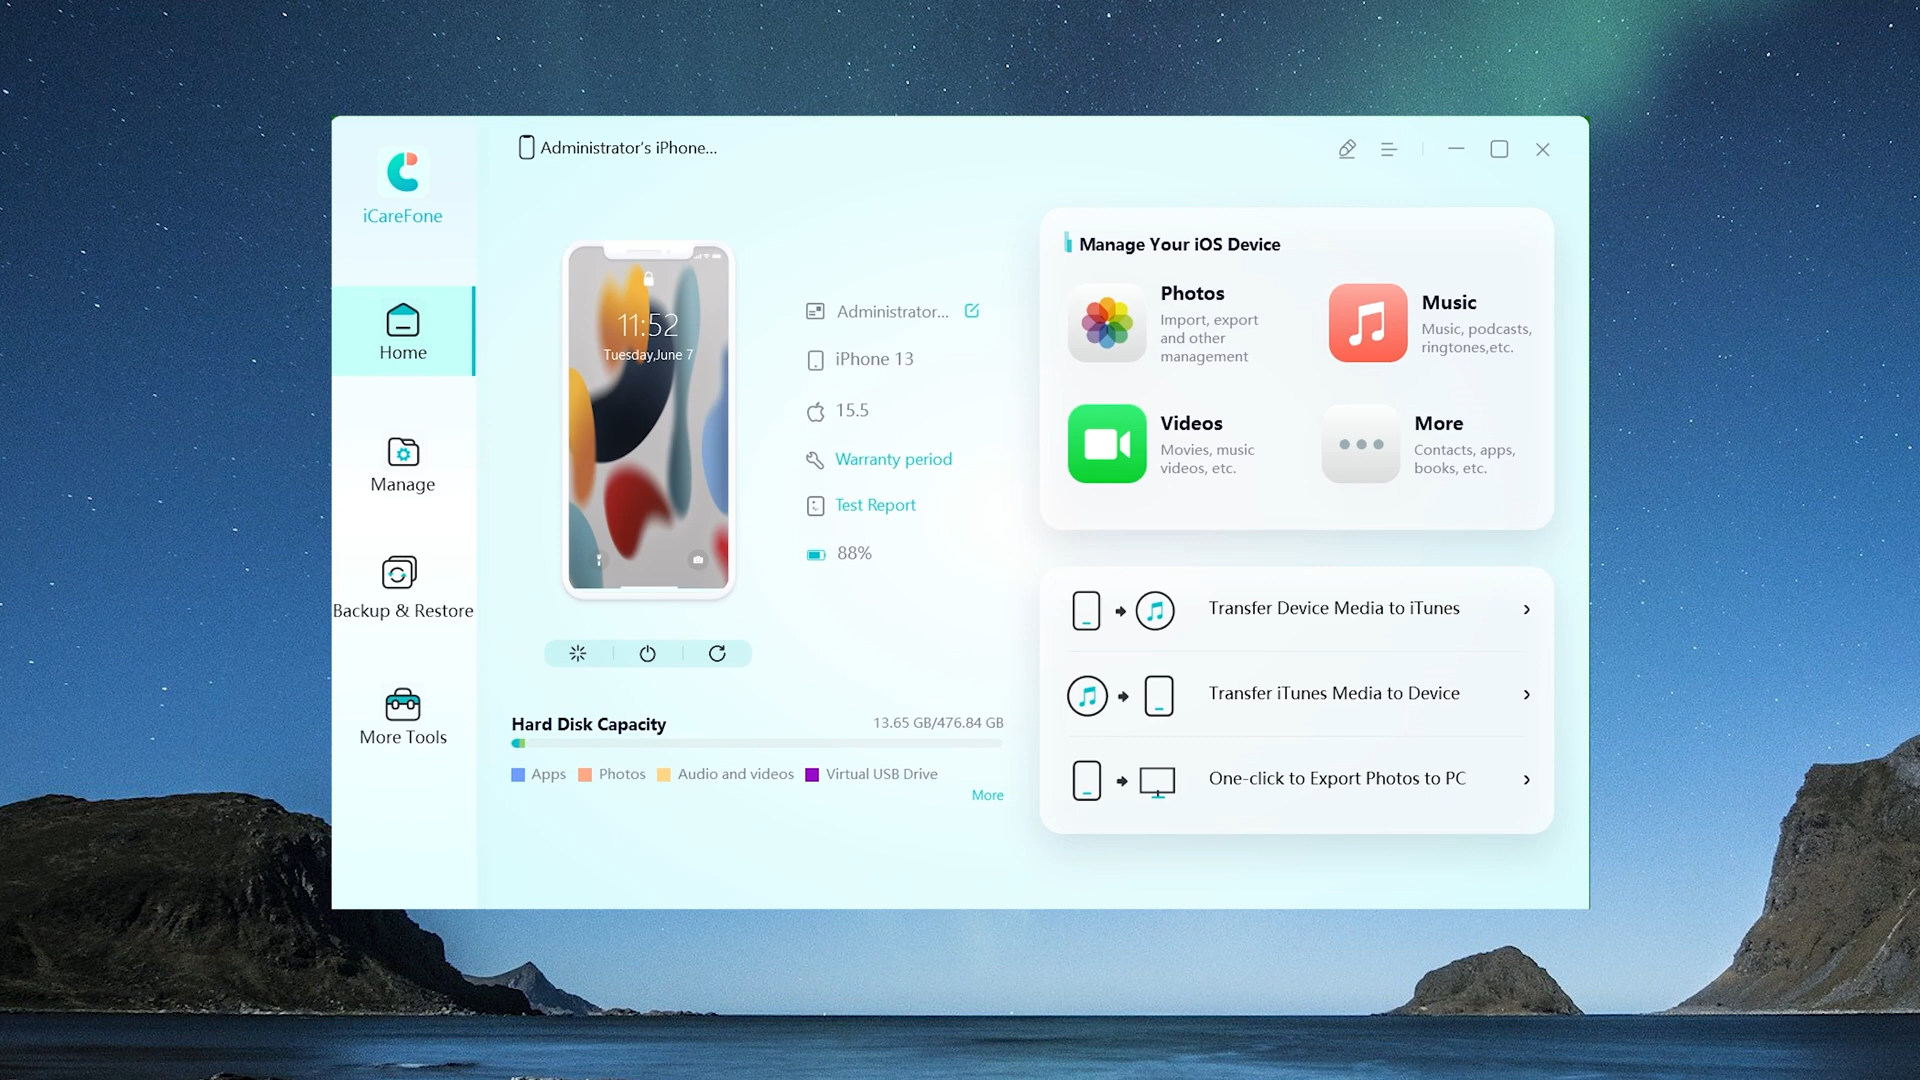 Administrator's iPhone...
iCareFone
Home
Manage
Backup & Restore
More Tools
11:52
Tuesday,June 7
Administrator...
iPhone 13
15.5
Warranty period
Test Report
88%
Hard Disk Capacity
13.65 GB/476.84 GB
Apps
Photos
Audio and videos
Virtual USB Drive
More
Manage Your iOS Device
Photos
Import, export
and other
management
Music
Music, podcasts,
ringtones,etc.
Videos
Movies, music
videos, etc.
More
Contacts, apps,
books, etc.
Transfer Device Media to iTunes
Transfer iTunes Media to Device
One-click to Export Photos to PC